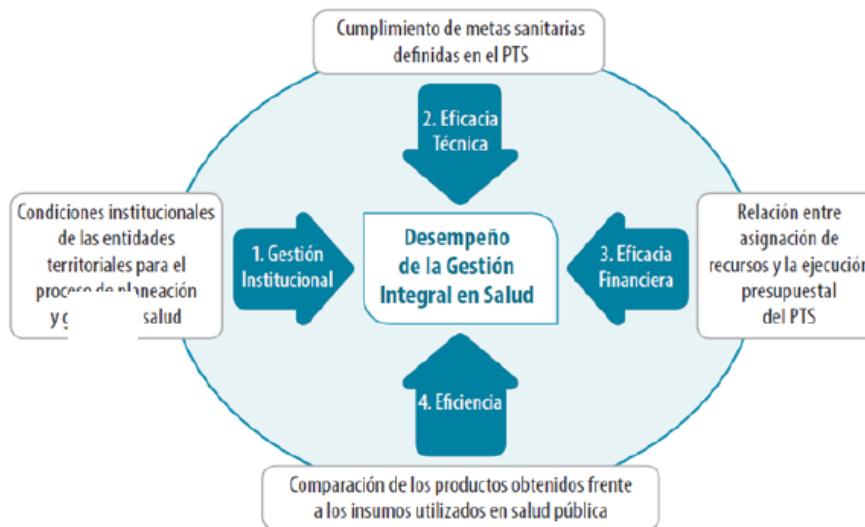 Cumplimiento de metas sanitarias
definidas en el PTS
2. Eficacia
Técnica
Condiciones institucionales
de las entidades
territoriales para el
proceso de planeación
y salud
1. Gestión
Institucional
Desempeño
de la Gestión
Integral en Salud
3. Eficacia
Financiera
Relación entre
asignación de
recursos y la ejecución
presupuestal
del PTS
4. Eficiencia
Comparación de los productos obtenidos frente
a los insumos utilizados en salud pública